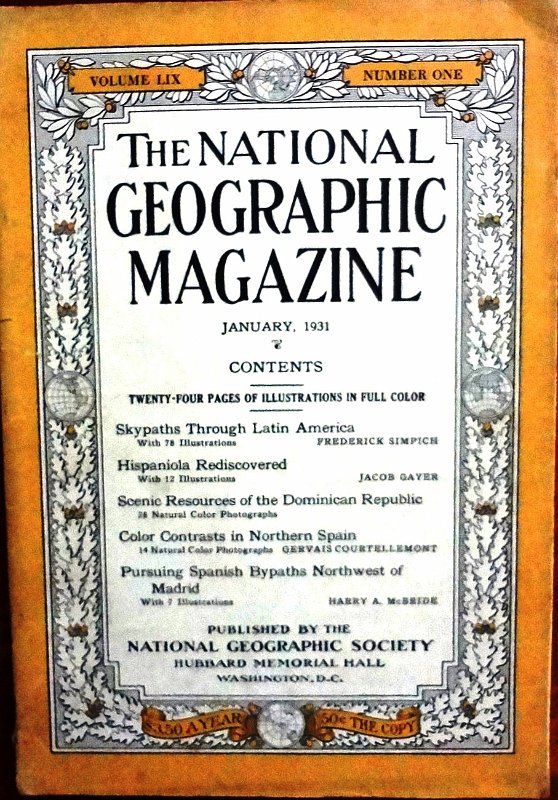 VOLUME LIX
NUMBER ONE
THE NATIONAL
GEOGRAPHIC
MAGAZINE
JANUARY, 1931
CONTENTS
TWENTY-FOUR PAGES OF ILLUSTRATIONS IN FULL COLOR
Skypaths Through Latin America
With 78 Illustrations FREDERICK SIMPICH
Hispaniola Rediscovered
With 12 Illustrations JACOB GAYER
Scenic Resources of the Dominican Republic
Natural Color Photographs
Color Contrasts in Northern Spain
14 Natural Color Photographs GERVAIS COURTELLEMONT
Pursuing Spanish Bypaths Northwest of
Madrid
With 7 Illustrations HARRY A. McBRIDE
PUBLISHED BY THE
NATIONAL GEOGRAPHIC SOCIETY
HUBBARD MEMORIAL HALL
WASHINGTON, D.C.
$3.50 A YEAR
50¢ THE COPY